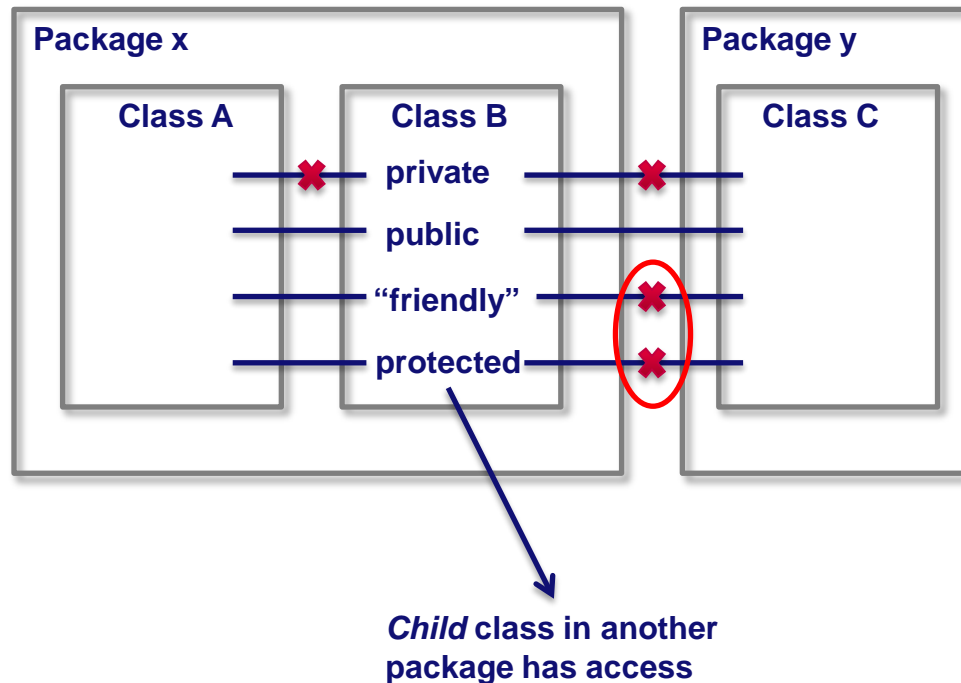 Package x
Package y
Class A
Class B
Class C
private
public
“friendly”
protected
Child class in another
package has access